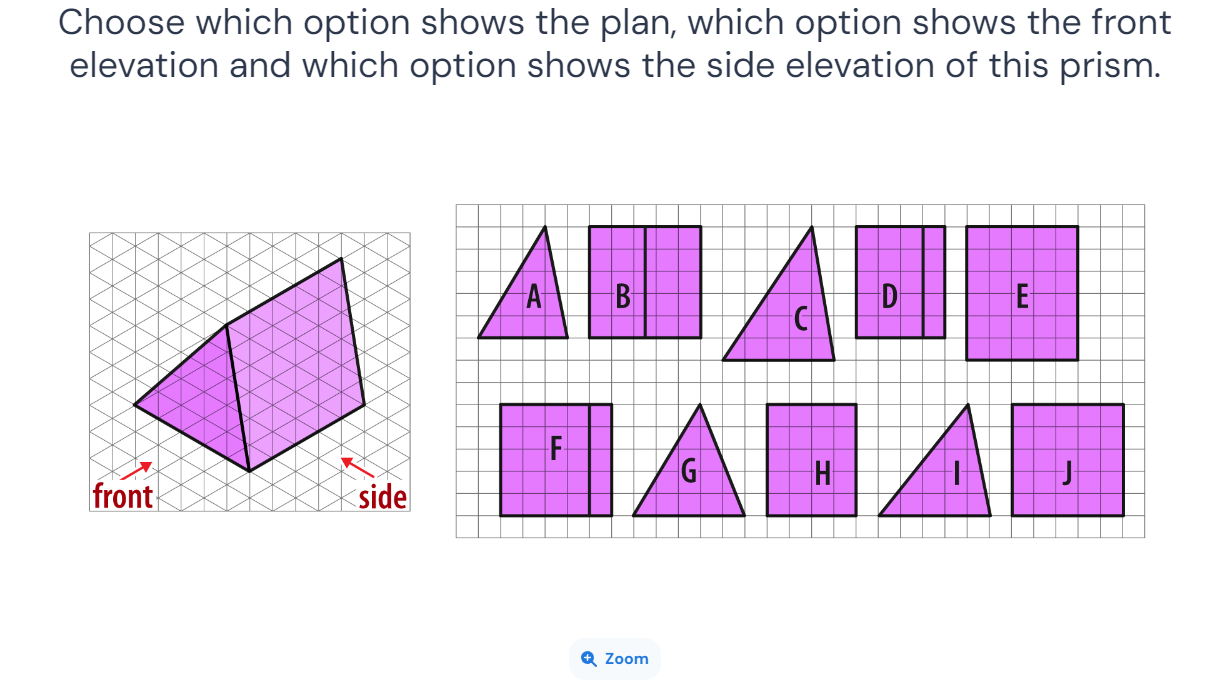 Choose which option shows the plan, which option shows the front
elevation and which option shows the side elevation of this prism.
A
B
C
D
E
F
G
H
I
J
front
side
Zoom